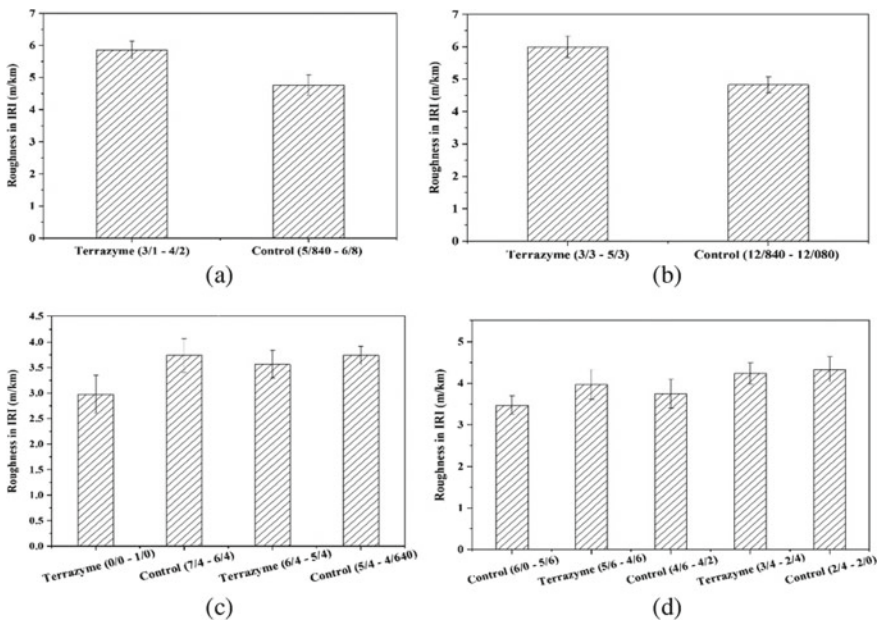 7
6
5
4
3
2
1
0
Roughness in IRI (m/km)
Terrazyme (3/1 - 4/2)
Control (5/840 - 6/8)
(a)
7
6
5
4
3
2
1
0
Roughness in IRI (m/km)
Terrazyme (3/3 - 5/3)
Control (12/840 - 12/080)
(b)
4.5
4.0
3.5
3.0
2.5
2.0
1.5
1.0
0.5
0.0
Roughness in IRI (m/km)
Terrazyme (0/0 - 1/0)
Control (7/4 - 6/4)
Terrazyme (6/4 - 5/4)
Control (5/4 - 4/640)
(c)
5
4
3
2
1
0
Roughness in IRI (m/km)
Control (6/0 - 5/6)
Terrazyme (5/6 - 4/6)
Control (4/6 - 4/2)
Terrazyme (3/4 - 2/4)
Control (2/4 - 2/0)
(d)